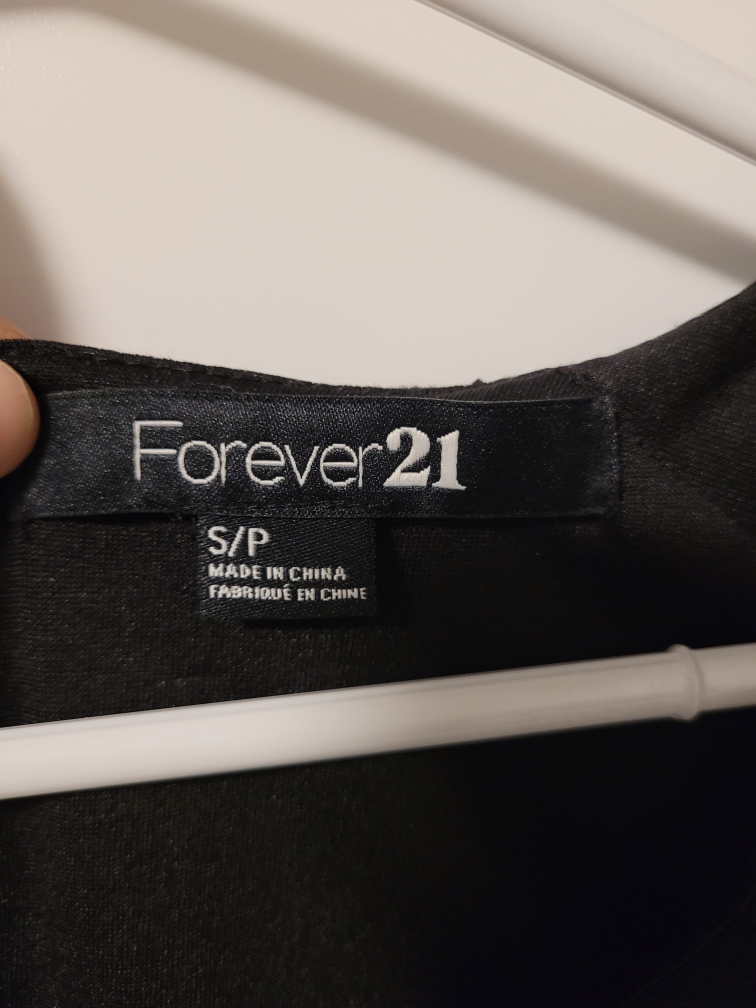 Forever21
S/P
MADE IN CHINA
FABRIQUÉ EN CHINE